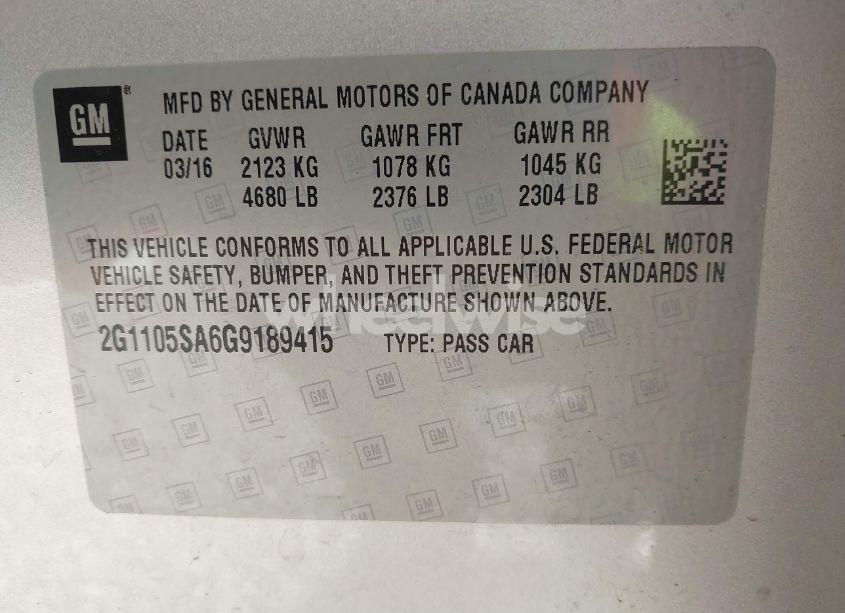 GM®
MFD BY GENERAL MOTORS OF CANADA COMPANY
DATE GVWR GAWR FRT GAWR RR
03/16 2123 KG 1078 KG 1045 KG
4680 LB 2376 LB 2304 LB
THIS VEHICLE CONFORMS TO ALL APPLICABLE U.S. FEDERAL MOTOR
VEHICLE SAFETY, BUMPER, AND THEFT PREVENTION STANDARDS IN
EFFECT ON THE DATE OF MANUFACTURE SHOWN ABOVE.
wheelwise
2G1105SA6G9189415 TYPE: PASS CAR